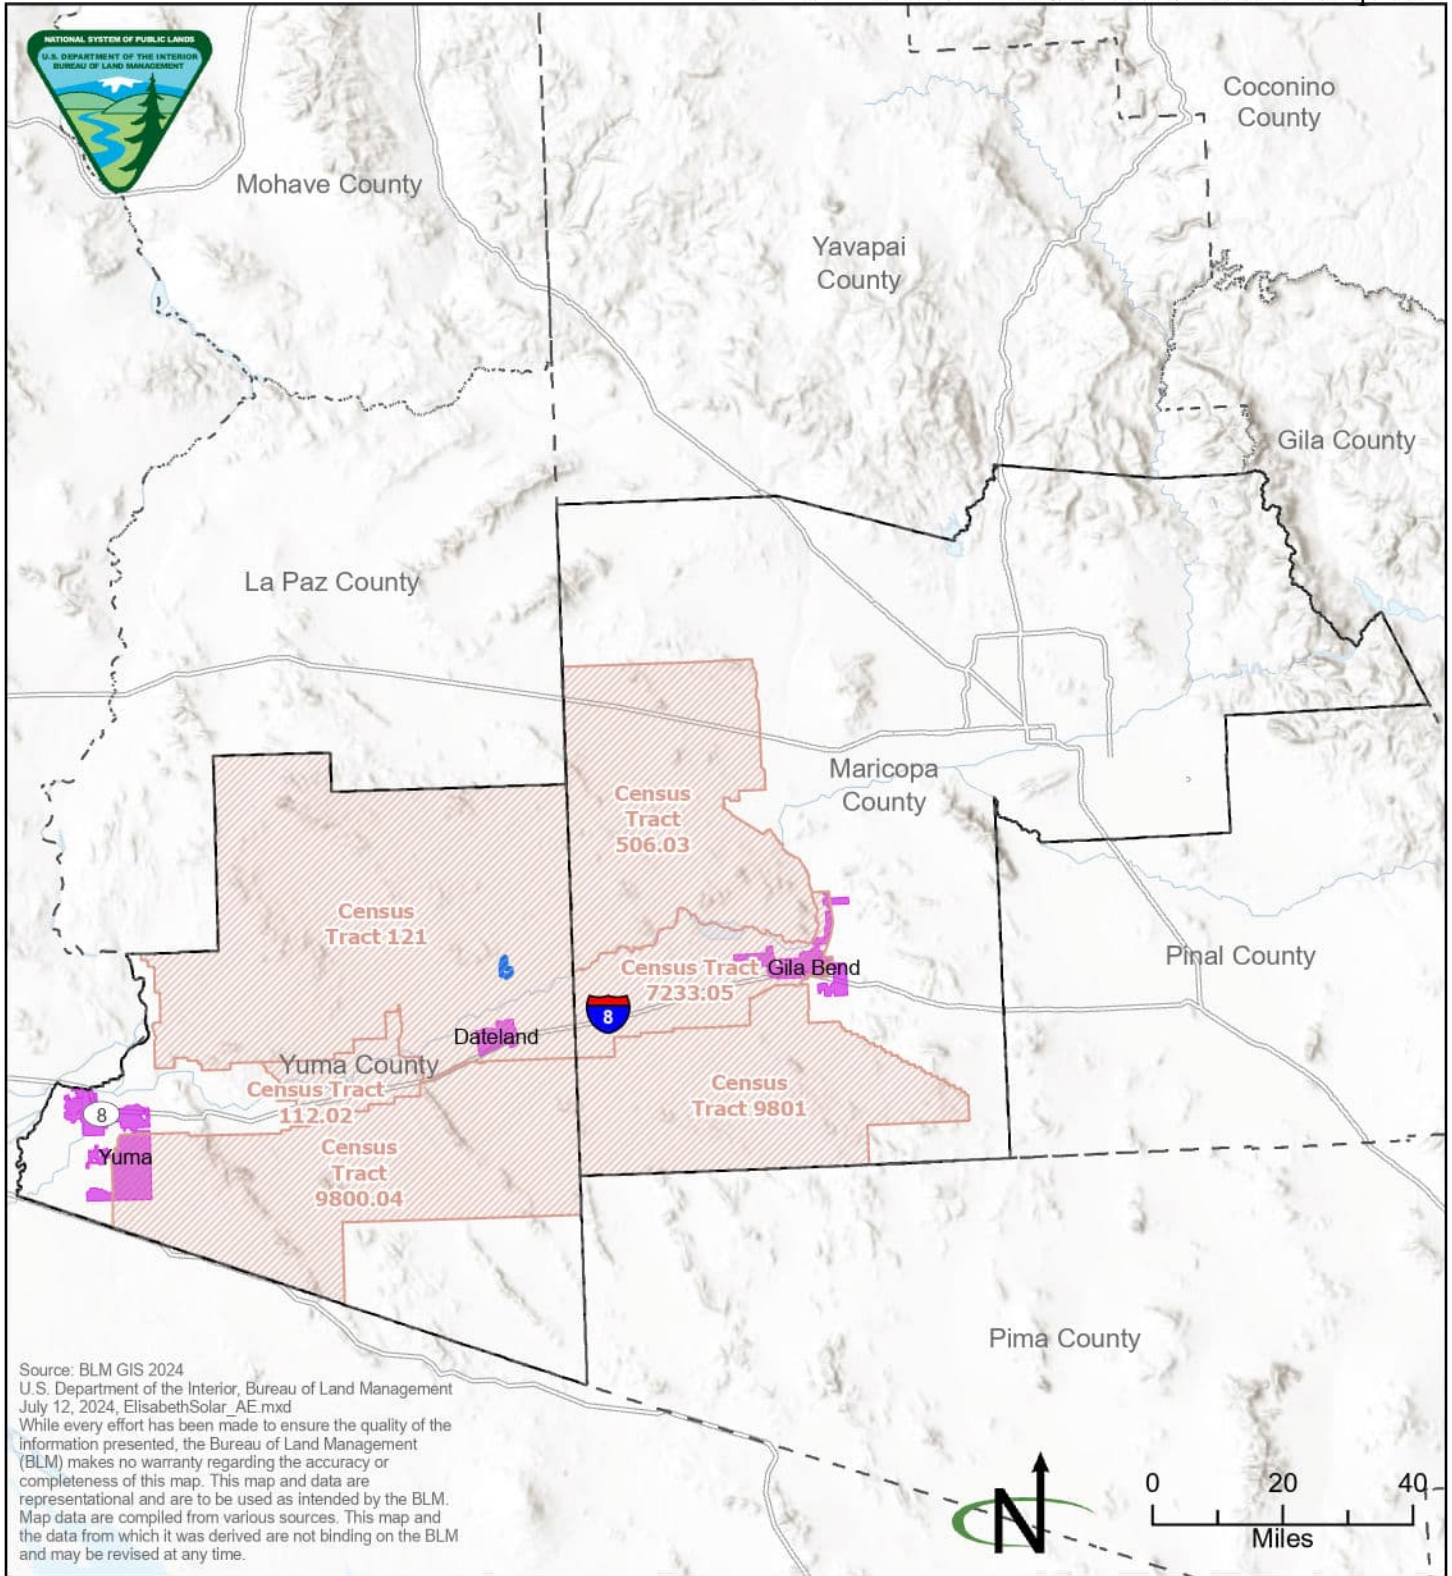 NATIONAL SYSTEM OF PUBLIC LANDS
U.S. DEPARTMENT OF THE INTERIOR
BUREAU OF LAND MANAGEMENT
Coconino
County
Mohave County
Yavapai
County
Gila County
La Paz County
Maricopa
County
Census
Tract
506.03
Census
Tract 121
Pinal County
Census Tract
7233.05
Gila Bend
8
Dateland
Yuma County
Census Tract
112.02
Census
Tract 9801
8
Yuma
Census
Tract
9800.04
Pima County
Source: BLM GIS 2024
U.S. Department of the Interior, Bureau of Land Management
July 12, 2024, ElisabethSolar_AE.mxd
While every effort has been made to ensure the quality of the
information presented, the Bureau of Land Management
(BLM) makes no warranty regarding the accuracy or
completeness of this map. This map and data are
representational and are to be used as intended by the BLM.
Map data are compiled from various sources. This map and
the data from which it was derived are not binding on the BLM
and may be revised at any time.
N
0 20 40
Miles